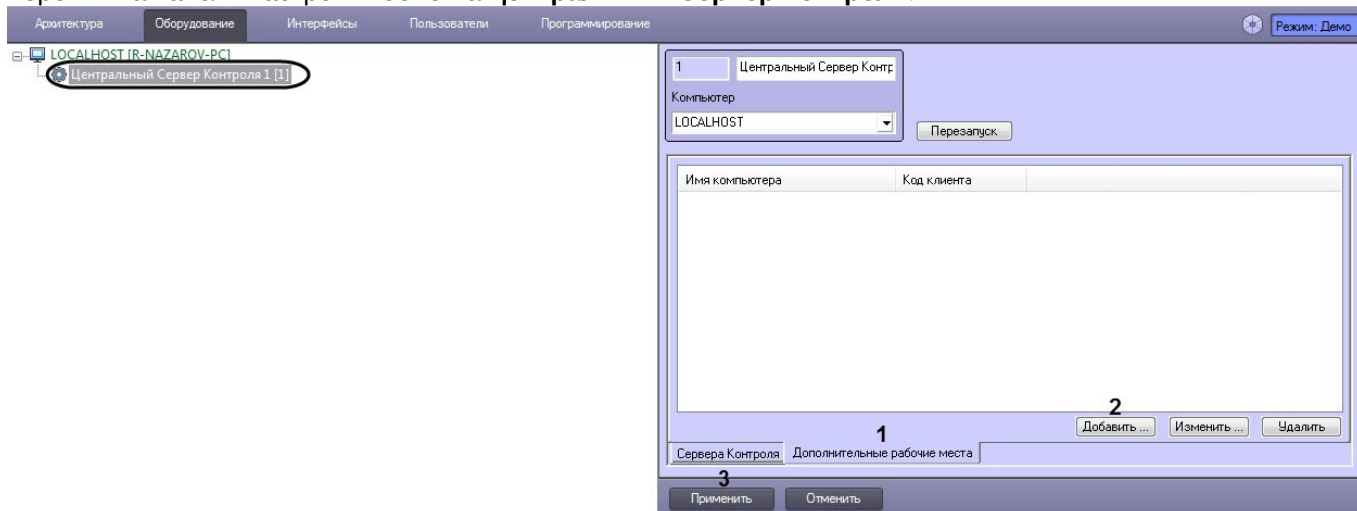 Архитектура Оборудование Интерфейсы Пользователи Программирование Режим: Демо
LOCALHOST [R-NAZAROV-PC]
Центральный Сервер Контроля 1 [1]
1 Центральный Сервер Контр
Компьютер
LOCALHOST Перезапуск
Имя компьютера Код клиента
2
Добавить ... Изменить ... Удалить
1
Сервера Контроля Дополнительные рабочие места
3
Применить Отменить